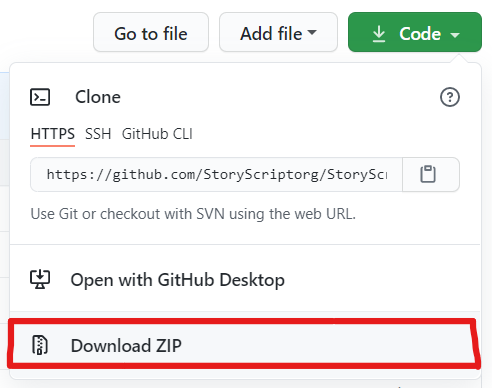 Go to file Add file Code
Clone
HTTPS SSH GitHub CLI
https://github.com/StoryScriptorg/StoryScr
Use Git or checkout with SVN using the web URL.
Open with GitHub Desktop
Download ZIP